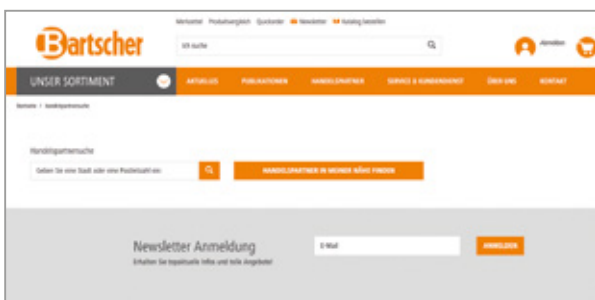 Merkzettel Produktvergleich Quickorder Newsletter Katalog bestellen
Bartscher
Ich suche
Abmelden
UNSER SORTIMENT AKTUELLES PUBLIKATIONEN HANDELSPARTNER SERVICE & KUNDENDIENST ÜBER UNS KONTAKT
Startseite / Handelspartnersuche
Handelspartnersuche
Geben Sie eine Stadt oder eine Postleitzahl ein HANDELSPARTNER IN MEINER NÄHE FINDEN
Newsletter Anmeldung
E-Mail ANMELDEN
Erhalten Sie topaktuelle Infos und tolle Angebote!